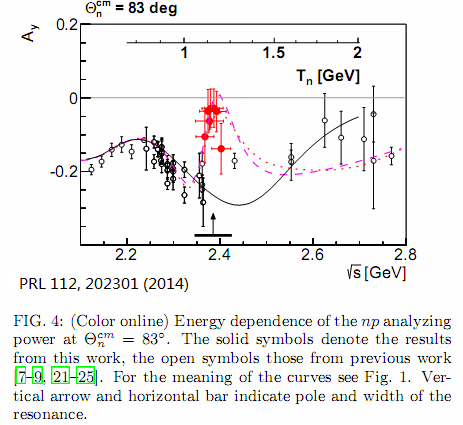 Θn^cm = 83 deg
Ay
0.2
0
-0.2
1
1.5
2
Tn [GeV]
2.2
2.4
2.6
2.8
√s [GeV]
PRL 112, 202301 (2014)
FIG. 4: (Color online) Energy dependence of the np analyzing
power at Θn^cm = 83°. The solid symbols denote the results
from this work, the open symbols those from previous work
[7–9, 21–25]. For the meaning of the curves see Fig. 1. Ver-
tical arrow and horizontal bar indicate pole and width of the
resonance.